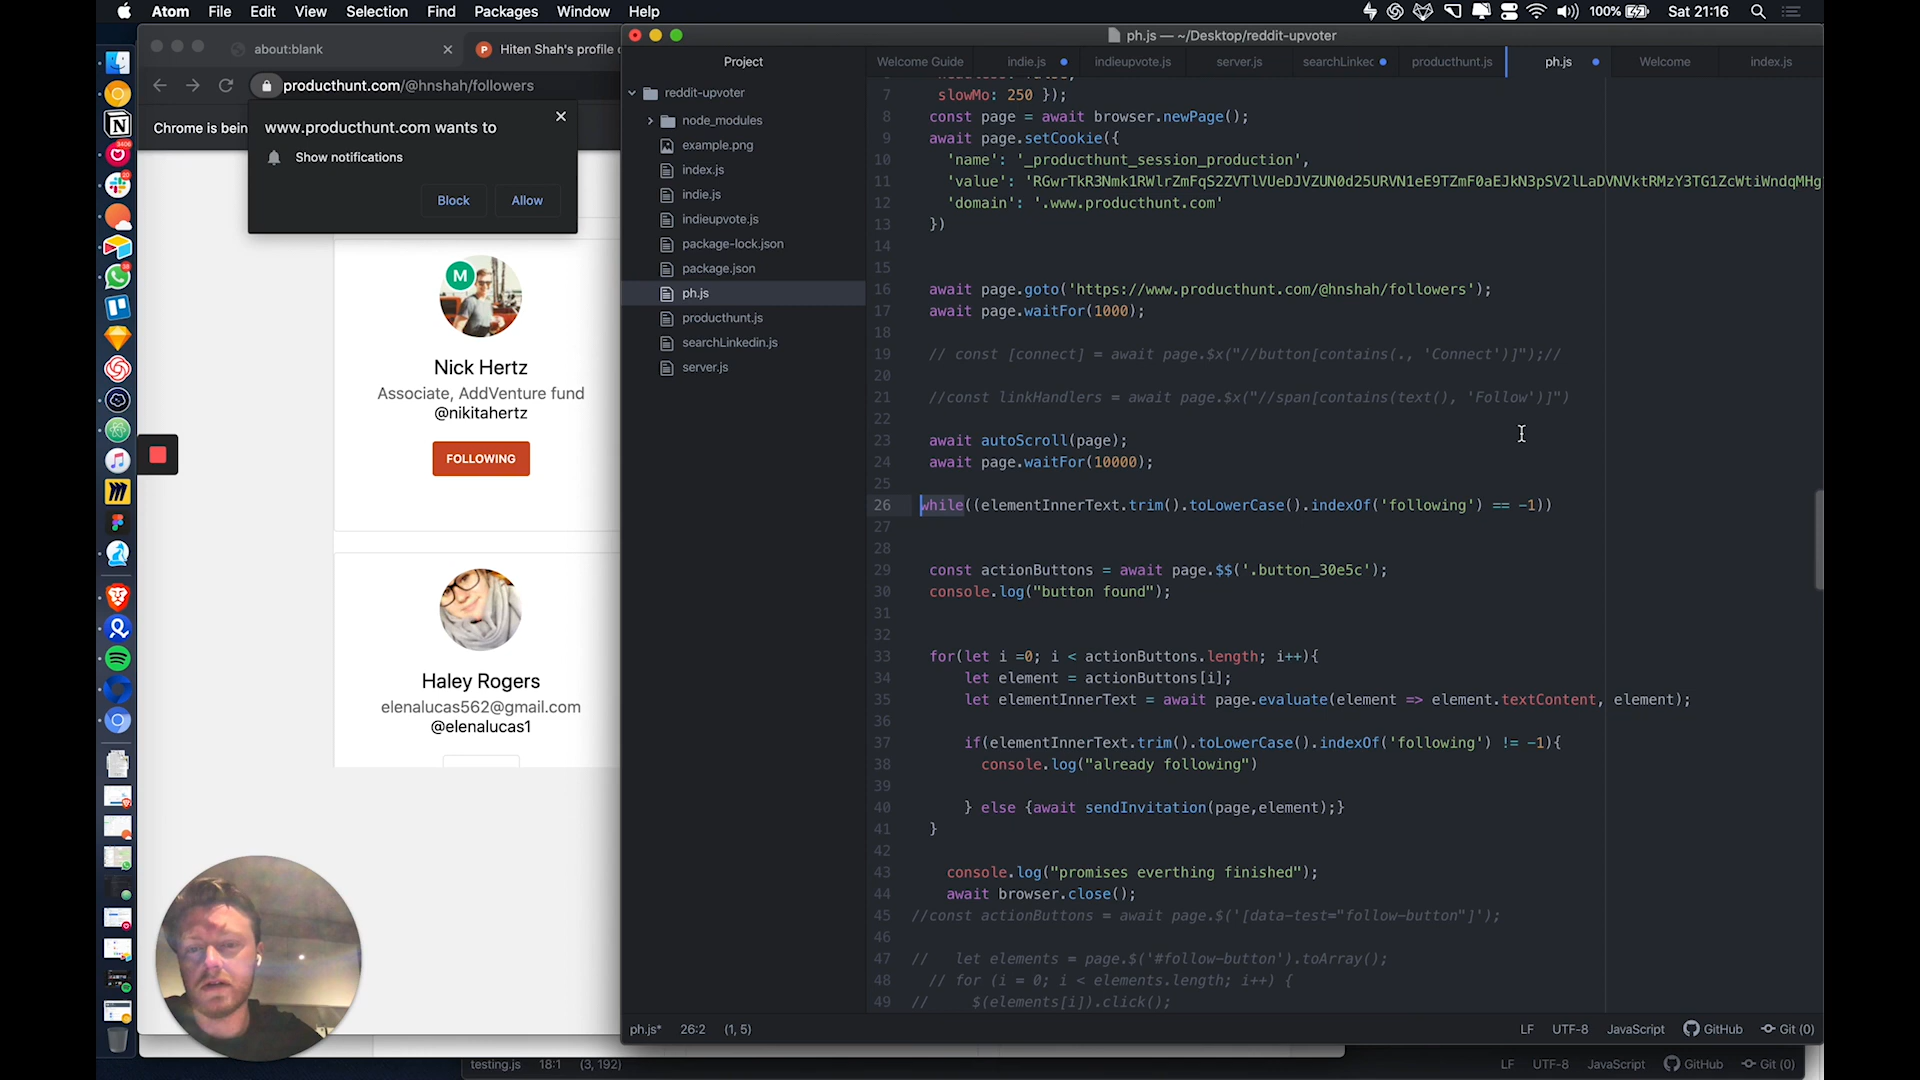 Atom File Edit View Selection Find Packages Window Help
100% Sat 21:16
about:blank
Hiten Shah's profile
producthunt.com/@hnshah/followers
Chrome is bein
www.producthunt.com wants to
Show notifications
Block Allow
M
Nick Hertz
Associate, AddVenture fund
@nikitahertz
FOLLOWING
Haley Rogers
elenalucas562@gmail.com
@elenalucas1
ph.js — ~/Desktop/reddit-upvoter
Project
Welcome Guide indie.js indieupvote.js server.js searchLinkec producthunt.js ph.js Welcome index.js
reddit-upvoter
node_modules
example.png
index.js
indie.js
indieupvote.js
package-lock.json
package.json
ph.js
producthunt.js
searchLinkedin.js
server.js
7 slowMo: 250 });
8 const page = await browser.newPage();
9 await page.setCookie({
10 'name': '_producthunt_session_production',
11 'value':
12 'domain': '.www.producthunt.com'
13 })
14
15
16 await page.goto('https://www.producthunt.com/@hnshah/followers');
17 await page.waitFor(1000);
18
19 // const [connect] = await page.$x("//button[contains(., 'Connect')]");//
20
21 //const linkHandlers = await page.$x("//span[contains(text(), 'Follow')]")
22
23 await autoScroll(page);
24 await page.waitFor(10000);
25
26 while((elementInnerText.trim().toLowerCase().indexOf('following') == -1))
27
28
29 const actionButtons = await page.$$('.button_30e5c');
30 console.log("button found");
31
32
33 for(let i =0; i < actionButtons.length; i++){
34 let element = actionButtons[i];
35 let elementInnerText = await page.evaluate(element => element.textContent, element);
36
37 if(elementInnerText.trim().toLowerCase().indexOf('following') != -1){
38 console.log("already following")
39
40 } else {await sendInvitation(page,element);}
41 }
42
43 console.log("promises everthing finished");
44 await browser.close();
45 //const actionButtons = await page.$('[data-test="follow-button"]');
46
47 // let elements = page.$('#follow-button').toArray();
48 // for (i = 0; i < elements.length; i++) {
49 // $(elements[i]).click();
ph.js* 26:2 (1, 5) LF UTF-8 JavaScript GitHub Git (0)
testing.js 18:1 (3, 192) LF UTF-8 JavaScript GitHub Git (0)